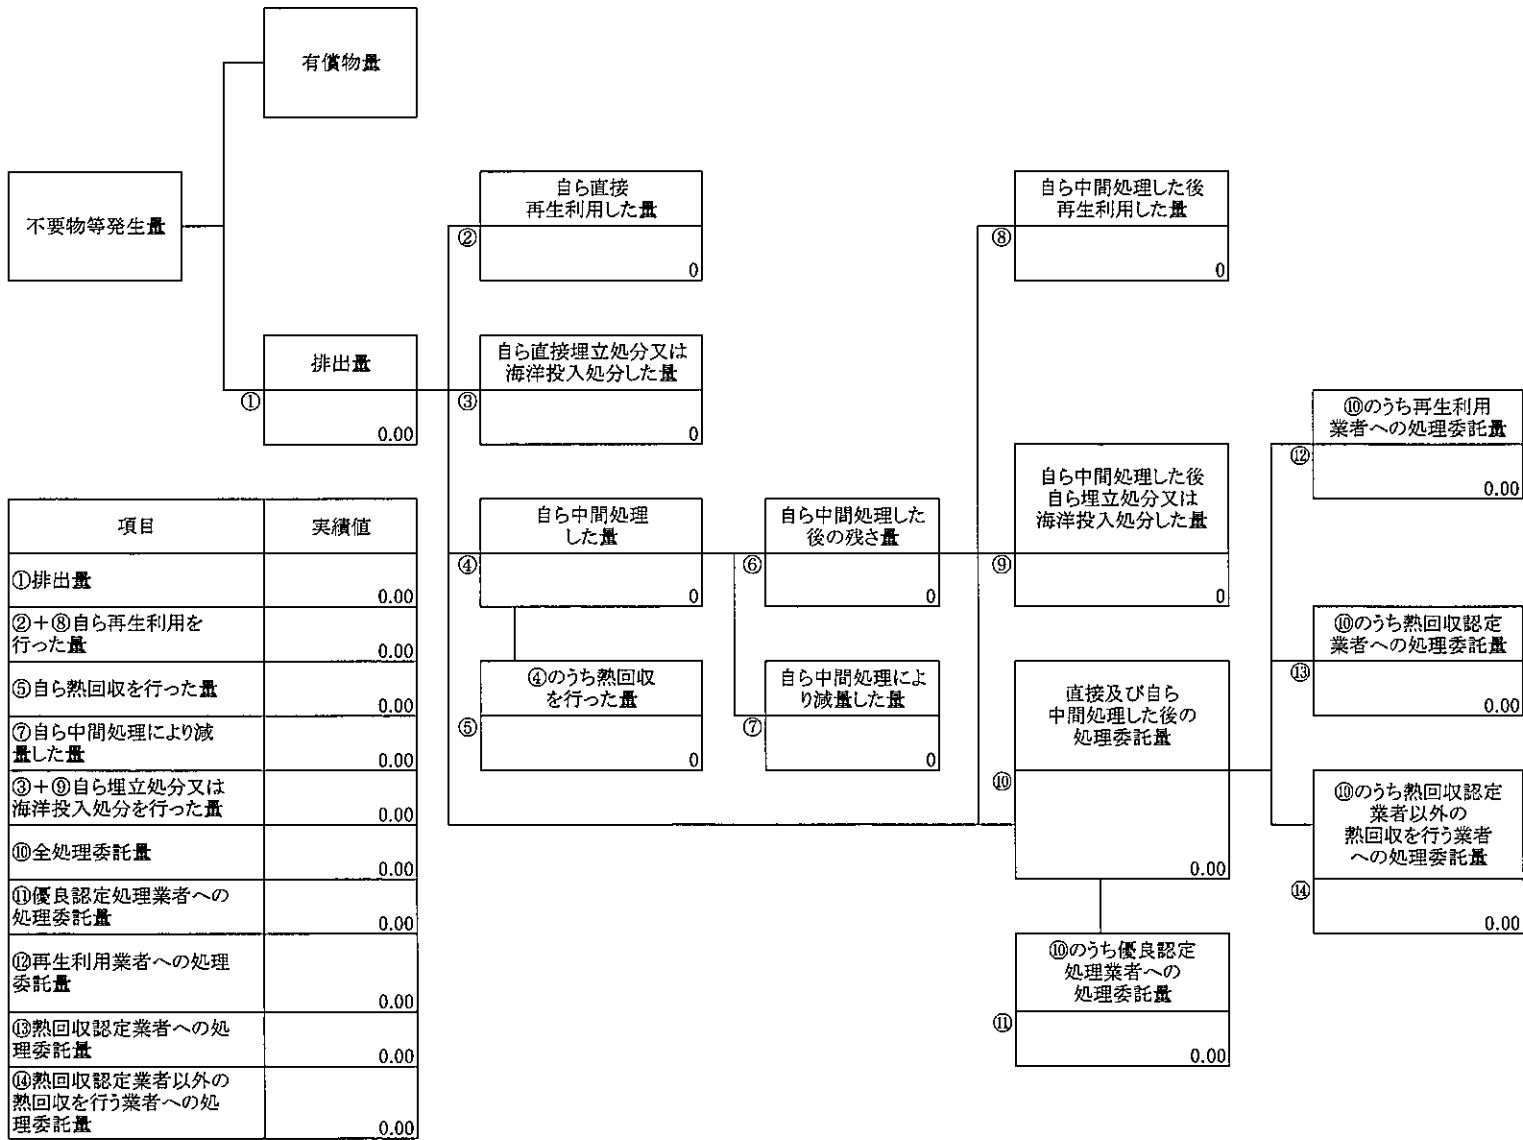 有償物量
不要物等発生量
排出量
①
0.00
自ら直接
再生利用した量
②
0
自ら直接埋立処分又は
海洋投入処分した量
③
0
自ら中間処理
した量
④
0
④のうち熱回収
を行った量
⑤
0
自ら中間処理した
後の残さ量
⑥
0
自ら中間処理によ
り減量した量
⑦
0
自ら中間処理した後
再生利用した量
⑧
0
自ら中間処理した後
自ら埋立処分又は
海洋投入処分した量
⑨
0
直接及び自ら
中間処理した後の
処理委託量
⑩
0.00
⑩のうち優良認定
処理業者への
処理委託量
⑪
0.00
⑩のうち再生利用
業者への処理委託量
⑫
0.00
⑩のうち熱回収認定
業者への処理委託量
⑬
0.00
⑩のうち熱回収認定
業者以外の
熱回収を行う業者
への処理委託量
⑭
0.00
項目 実績値
①排出量
0.00
②+⑧自ら再生利用を
行った量
0.00
⑤自ら熱回収を行った量
0.00
⑦自ら中間処理により減
量した量
0.00
③+⑨自ら埋立処分又は
海洋投入処分を行った量
0.00
⑩全処理委託量
0.00
⑪優良認定処理業者への
処理委託量
0.00
⑫再生利用業者への処理
委託量
0.00
⑬熱回収認定業者への処
理委託量
0.00
⑭熱回収認定業者以外の
熱回収を行う業者への処
理委託量
0.00